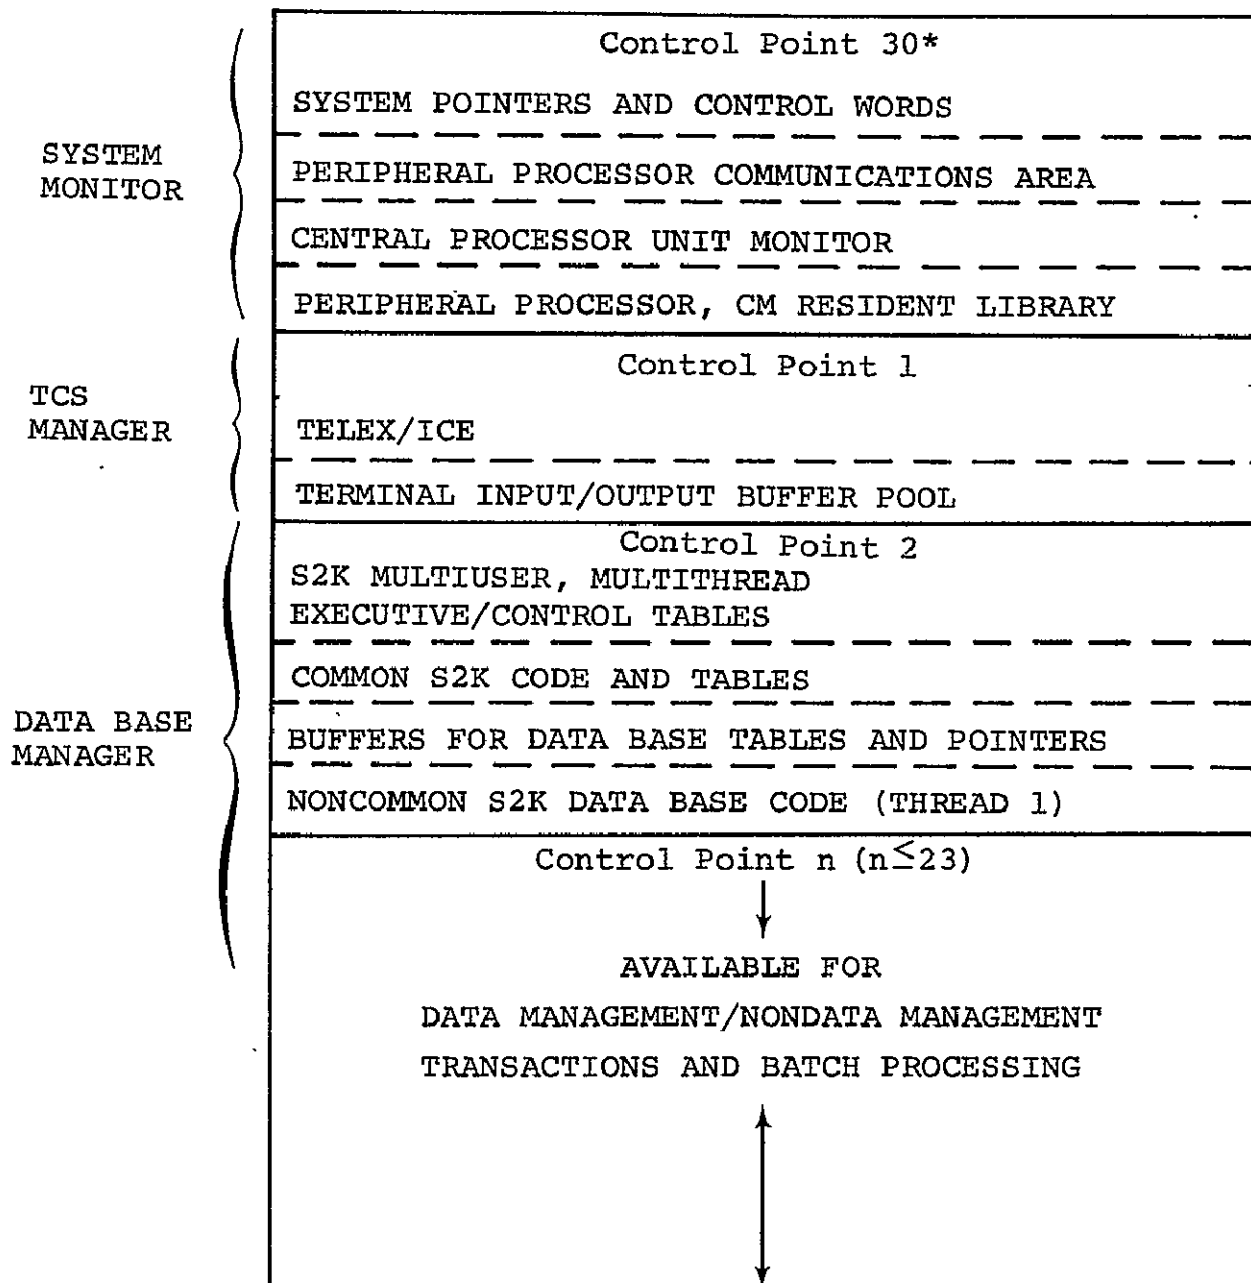 Control Point 30*
SYSTEM POINTERS AND CONTROL WORDS
SYSTEM
MONITOR
PERIPHERAL PROCESSOR COMMUNICATIONS AREA
CENTRAL PROCESSOR UNIT MONITOR
PERIPHERAL PROCESSOR, CM RESIDENT LIBRARY
Control Point 1
TCS
MANAGER
TELEX/ICE
TERMINAL INPUT/OUTPUT BUFFER POOL
Control Point 2
S2K MULTIUSER, MULTITHREAD
EXECUTIVE/CONTROL TABLES
COMMON S2K CODE AND TABLES
DATA BASE
MANAGER
BUFFERS FOR DATA BASE TABLES AND POINTERS
NONCOMMON S2K DATA BASE CODE (THREAD 1)
Control Point n (n≤23)
AVAILABLE FOR
DATA MANAGEMENT/NONDATA MANAGEMENT
TRANSACTIONS AND BATCH PROCESSING